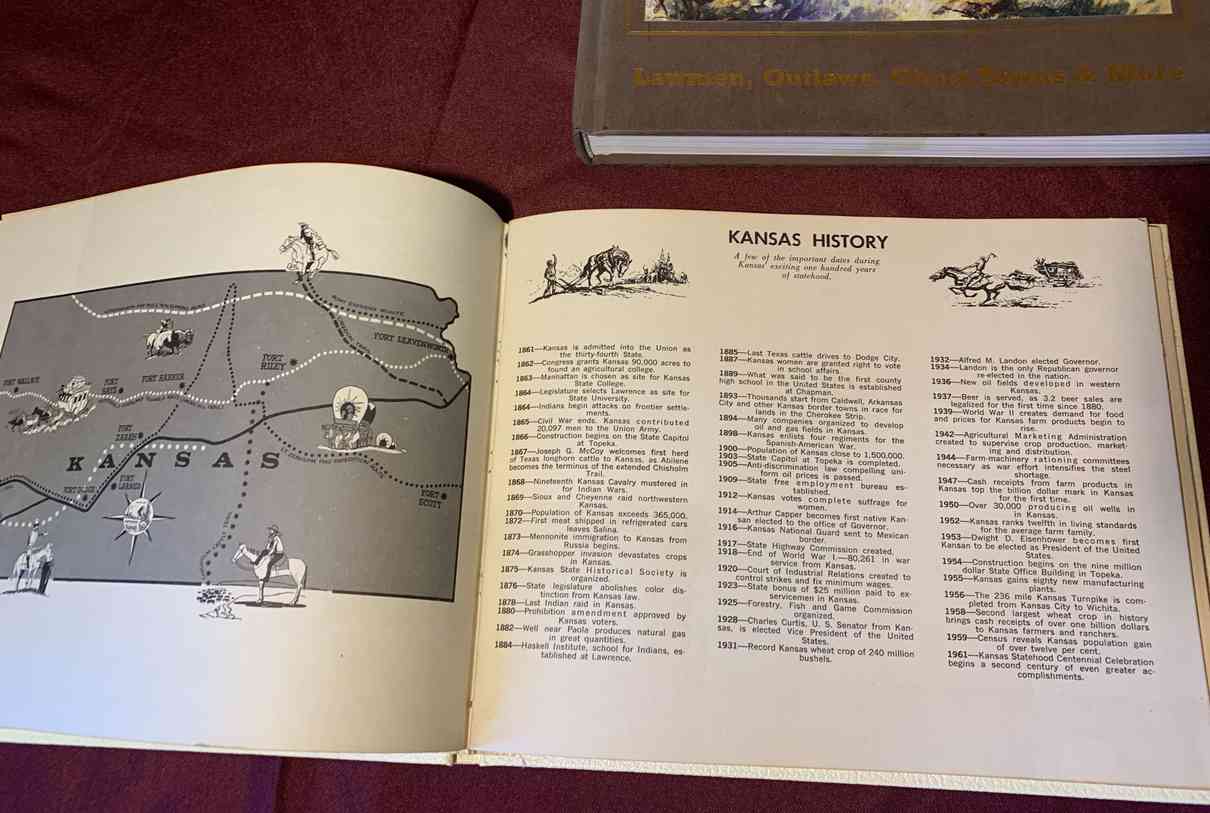 Lawmen, Outlaws, Ghost Towns & More
PONY EXPRESS ROUTE
FORT LEAVENWORTH
FORT
RILEY
FORT WALLACE
FORT
HAYS
FORT HARKER
FORT
ZARAH
KANSAS
FORT
LARNED
FORT
SCOTT
KANSAS HISTORY
A few of the important dates during
Kansas' exciting one hundred years
of statehood.
1861—Kansas is admitted into the Union as
the thirty-fourth State.
1862—Congress grants Kansas 90,000 acres to
found an agricultural college.
1863—Manhattan is chosen as site for Kansas
State College.
1864—Legislature selects Lawrence as site for
State University.
1864—Indians begin attacks on frontier settle-
ments.
1865—Civil War ends. Kansas contributed
20,097 men to the Union Army.
1866—Construction begins on the State Capitol
at Topeka.
1867—Joseph G. McCoy welcomes first herd
of Texas longhorn cattle to Kansas, as Abilene
becomes the terminus of the extended Chisholm
Trail.
1868—Nineteenth Kansas Cavalry mustered in
for Indian Wars.
1869—Sioux and Cheyenne raid northwestern
Kansas.
1870—Population of Kansas exceeds 365,000.
1872—First meat shipped in refrigerated cars
leaves Salina.
1873—Mennonite immigration to Kansas from
Russia begins.
1874—Grasshopper invasion devastates crops
in Kansas.
1875—Kansas State Historical Society is
organized.
1876—State legislature abolishes color dis-
tinction from Kansas law.
1878—Last Indian raid in Kansas.
1880—Prohibition amendment approved by
Kansas voters.
1882—Well near Paola produces natural gas
in great quantities.
1884—Haskell Institute, school for Indians, es-
tablished at Lawrence.
1885—Last Texas cattle drives to Dodge City.
1887—Kansas women are granted right to vote
in school affairs.
1889—What was said to be the first county
high school in the United States is established
at Chapman.
1893—Thousands start from Caldwell, Arkansas
City and other Kansas border towns in race for
lands in the Cherokee Strip.
1894—Many companies organized to develop
oil and gas fields in Kansas.
1898—Kansas enlists four regiments for the
Spanish-American War.
1900—Population of Kansas close to 1,500,000.
1903—State Capitol at Topeka is completed.
1905—Anti-discrimination law compelling uni-
form oil prices is passed.
1909—State free employment bureau es-
tablished.
1912—Kansas votes complete suffrage for
women.
1914—Arthur Capper becomes first native Kan-
san elected to the office of Governor.
1916—Kansas National Guard sent to Mexican
border.
1917—State Highway Commission created.
1918—End of World War I.—80,261 in war
service from Kansas.
1920—Court of Industrial Relations created to
control strikes and fix minimum wages.
1923—State bonus of $25 million paid to ex-
servicemen in Kansas.
1925—Forestry, Fish and Game Commission
organized.
1928—Charles Curtis, U. S. Senator from Kan-
sas, is elected Vice President of the United
States.
1931—Record Kansas wheat crop of 240 million
bushels.
1932—Alfred M. Landon elected Governor.
1934—Landon is the only Republican governor
re-elected in the nation.
1936—New oil fields developed in western
Kansas.
1937—Beer is served, as 3.2 beer sales are
legalized for the first time since 1880.
1939—World War II creates demand for food
and prices for Kansas farm products begin to
rise.
1942—Agricultural Marketing Administration
created to supervise crop production, market-
ing and distribution.
1944—Farm-machinery rationing committees
necessary as war effort intensifies the steel
shortage.
1947—Cash receipts from farm products in
Kansas top the billion dollar mark in Kansas
for the first time.
1950—Over 30,000 producing oil wells in
in Kansas.
1952—Kansas ranks twelfth in living standards
for the average farm family.
1953—Dwight D. Eisenhower becomes first
Kansan to be elected as President of the United
States.
1954—Construction begins on the nine million
dollar State Office Building in Topeka.
1955—Kansas gains eighty new manufacturing
plants.
1956—The 236 mile Kansas Turnpike is com-
pleted from Kansas City to Wichita.
1958—Second largest wheat crop in history
brings cash receipts of over one billion dollars
to Kansas farmers and ranchers.
1959—Census reveals Kansas population gain
of over twelve per cent.
1961—Kansas Statehood Centennial Celebration
begins a second century of even greater ac-
complishments.